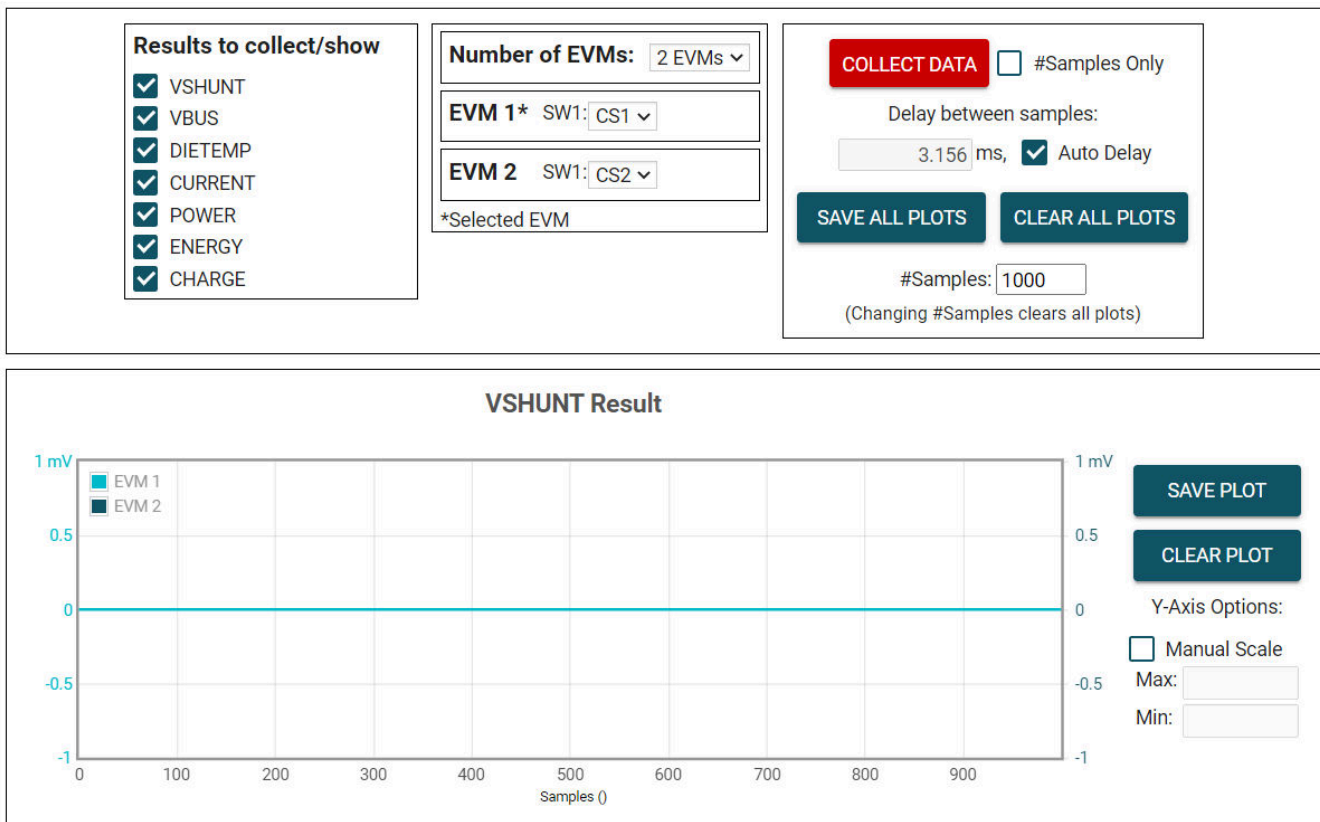 Results to collect/show
VSHUNT
VBUS
DIETEMP
CURRENT
POWER
ENERGY
CHARGE
Number of EVMs: 2 EVMs
EVM 1* SW1: CS1
EVM 2 SW1: CS2
*Selected EVM
COLLECT DATA #Samples Only
Delay between samples:
3.156 ms, Auto Delay
SAVE ALL PLOTS CLEAR ALL PLOTS
#Samples: 1000
(Changing #Samples clears all plots)
VSHUNT Result
1 mV
0.5
0
-0.5
-1
EVM 1
EVM 2
1 mV
0.5
0
-0.5
-1
0 100 200 300 400 500 600 700 800 900
Samples ()
SAVE PLOT
CLEAR PLOT
Y-Axis Options:
Manual Scale
Max:
Min: